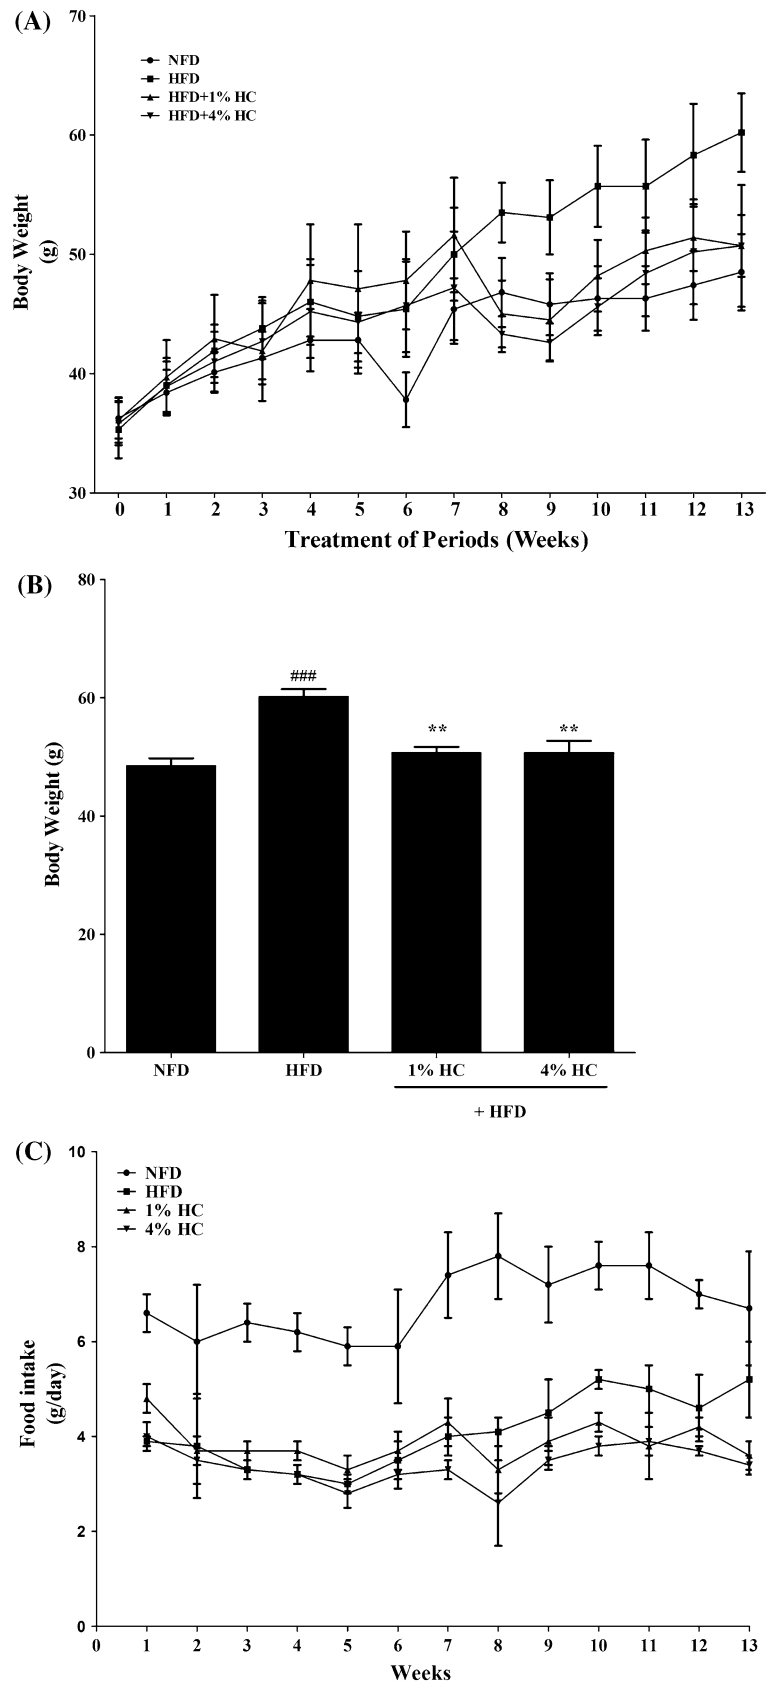 (A)
70
60
50
40
30
Body Weight
(g)
NFD
HFD
HFD+1% HC
HFD+4% HC
0 1 2 3 4 5 6 7 8 9 10 11 12 13
Treatment of Periods (Weeks)
(B)
80
60
40
20
0
Body Weight (g)
###
**
**
NFD HFD 1% HC 4% HC
+ HFD
(C)
10
8
6
4
2
0
Food intake
(g/day)
NFD
HFD
1% HC
4% HC
0 1 2 3 4 5 6 7 8 9 10 11 12 13
Weeks